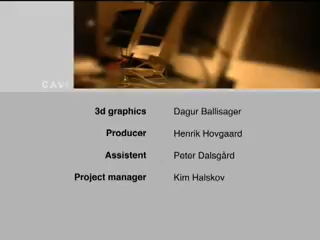 CAVI
3d graphics Dagur Ballisager
Producer Henrik Hovgaard
Assistent Peter Dalsgård
Project manager Kim Halskov